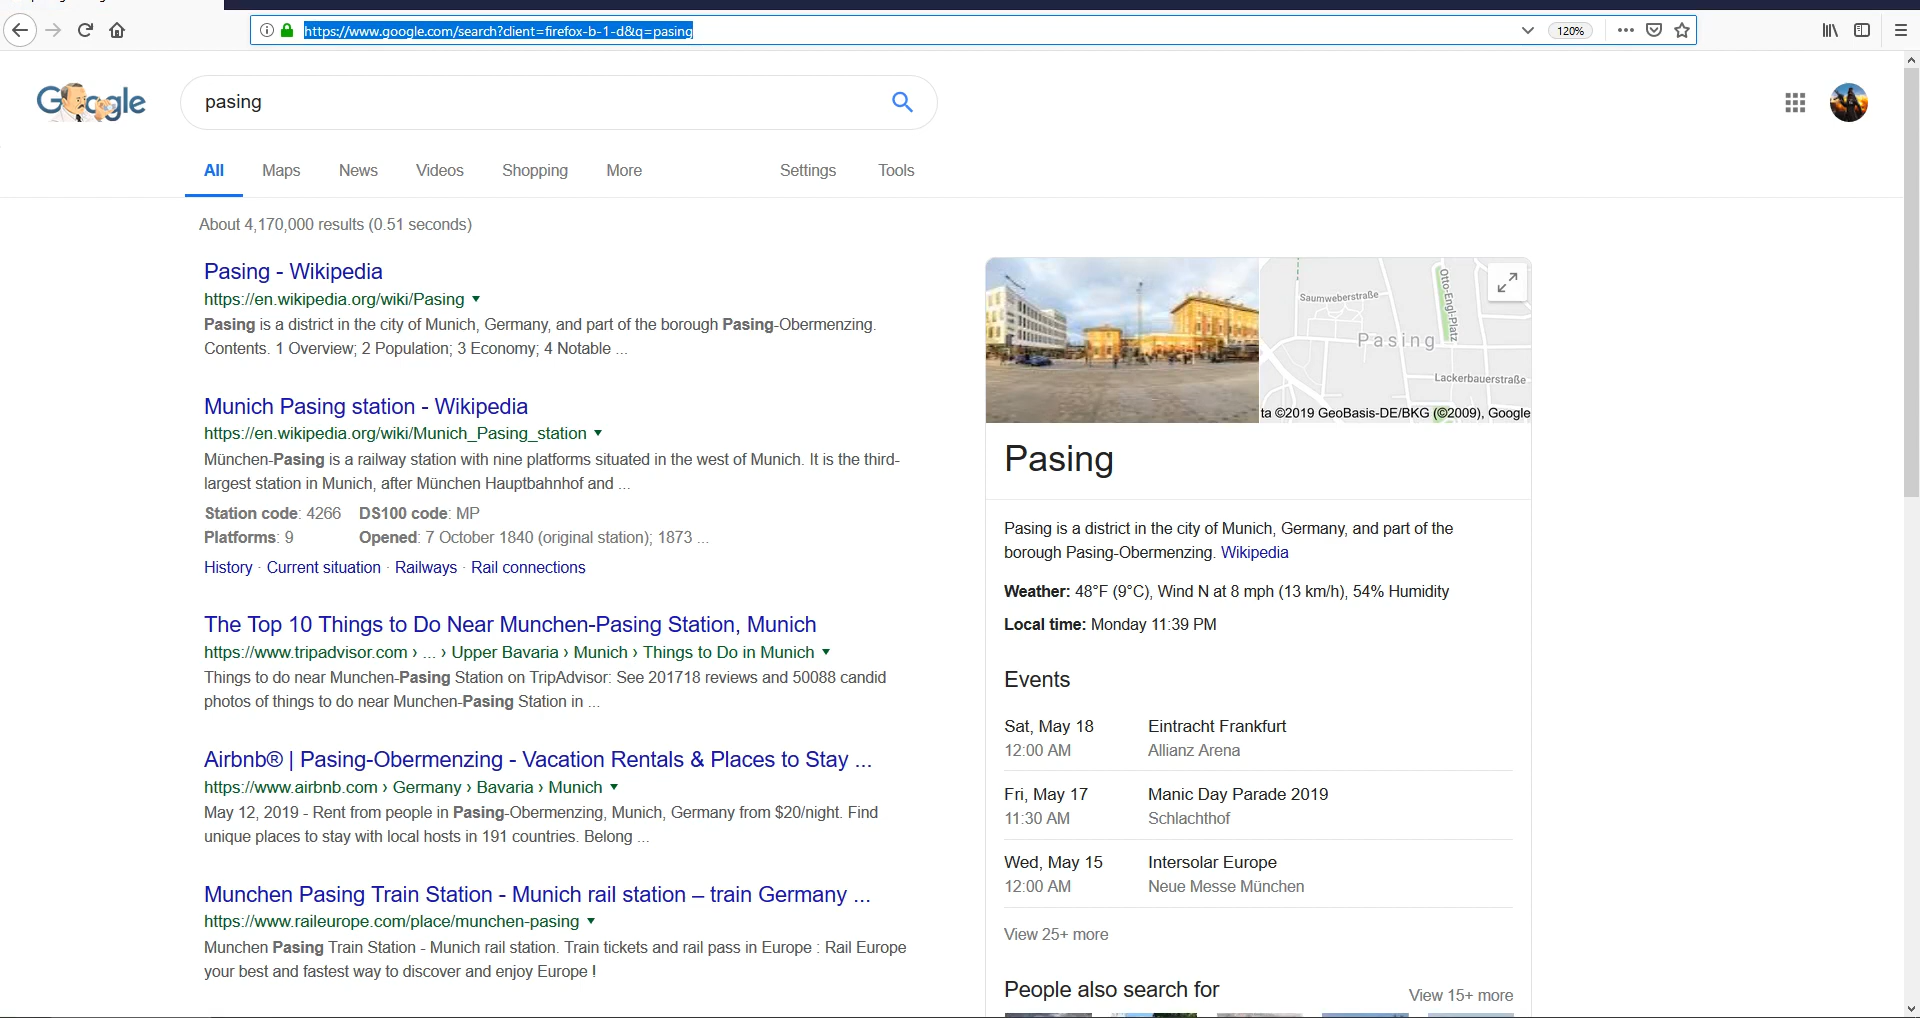 https://www.google.com/search?client=firefox-b-1-d&q=pasing
120%
Google
pasing
All Maps News Videos Shopping More Settings Tools
About 4,170,000 results (0.51 seconds)
Pasing - Wikipedia
https://en.wikipedia.org/wiki/Pasing
Pasing is a district in the city of Munich, Germany, and part of the borough Pasing-Obermenzing.
Contents. 1 Overview; 2 Population; 3 Economy; 4 Notable ...
Munich Pasing station - Wikipedia
https://en.wikipedia.org/wiki/Munich_Pasing_station
München-Pasing is a railway station with nine platforms situated in the west of Munich. It is the third-
largest station in Munich, after München Hauptbahnhof and ...
Station code: 4266 DS100 code: MP
Platforms: 9 Opened: 7 October 1840 (original station); 1873 ...
History · Current situation · Railways · Rail connections
The Top 10 Things to Do Near Munchen-Pasing Station, Munich
https://www.tripadvisor.com › ... › Upper Bavaria › Munich › Things to Do in Munich
Things to do near Munchen-Pasing Station on TripAdvisor: See 201718 reviews and 50088 candid
photos of things to do near Munchen-Pasing Station in ...
Airbnb® | Pasing-Obermenzing - Vacation Rentals & Places to Stay ...
https://www.airbnb.com › Germany › Bavaria › Munich
May 12, 2019 - Rent from people in Pasing-Obermenzing, Munich, Germany from $20/night. Find
unique places to stay with local hosts in 191 countries. Belong ...
Munchen Pasing Train Station - Munich rail station – train Germany ...
https://www.raileurope.com/place/munchen-pasing
Munchen Pasing Train Station - Munich rail station. Train tickets and rail pass in Europe : Rail Europe
your best and fastest way to discover and enjoy Europe !
Saumweberstraße
Otto-Engl-Platz
Pasing
Lackerbauerstraße
ta ©2019 GeoBasis-DE/BKG (©2009), Google
Pasing
Pasing is a district in the city of Munich, Germany, and part of the
borough Pasing-Obermenzing. Wikipedia
Weather: 48°F (9°C), Wind N at 8 mph (13 km/h), 54% Humidity
Local time: Monday 11:39 PM
Events
Sat, May 18 Eintracht Frankfurt
12:00 AM Allianz Arena
Fri, May 17 Manic Day Parade 2019
11:30 AM Schlachthof
Wed, May 15 Intersolar Europe
12:00 AM Neue Messe München
View 25+ more
People also search for View 15+ more